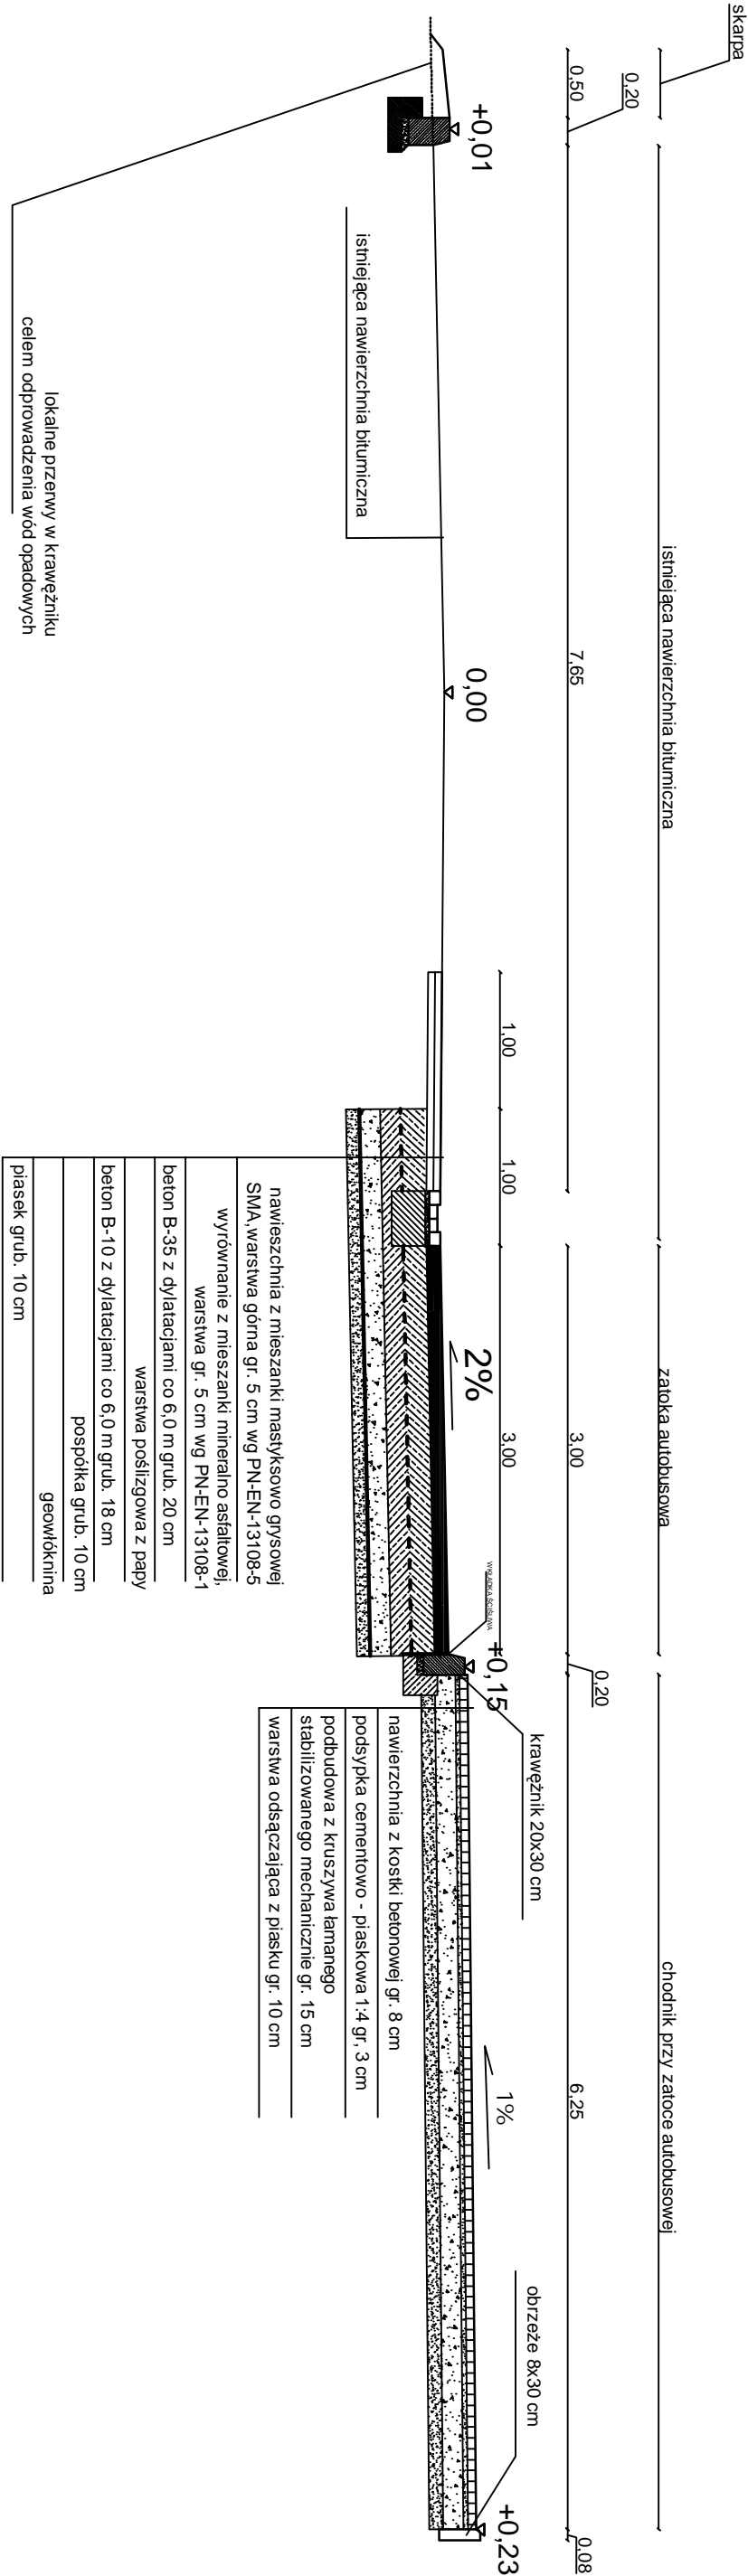 skarpa
istniejąca nawierzchnia bitumiczna
zatoka autobusowa
chodnik przy zatoce autobusowej
0,50
0,20
7,65
3,00
0,20
6,25
0,08
1,00
1,00
3,00
+0,01
0,00
2%
WKŁADKA ŚCIŚLIWA
+0,15
krawężnik 20x30 cm
1%
obrzeże 8x30 cm
+0,23
istniejąca nawierzchnia bitumiczna
lokalne przerwy w krawężniku
celem odprowadzenia wód opadowych
nawieszchnia z mieszanki mastyksowo grysowej
SMA,warstwa górna gr. 5 cm wg PN-EN-13108-5
wyrównanie z mieszanki mineralno asfaltowej,
warstwa gr. 5 cm wg PN-EN-13108-1
beton B-35 z dylatacjami co 6,0 m grub. 20 cm
warstwa poślizgowa z papy
beton B-10 z dylatacjami co 6,0 m grub. 18 cm
pospółka grub. 10 cm
geowłóknina
piasek grub. 10 cm
nawierzchnia z kostki betonowej gr. 8 cm
podsypka cementowo - piaskowa 1:4 gr, 3 cm
podbudowa z kruszywa łamanego
stabilizowanego mechanicznie gr. 15 cm
warstwa odsączająca z piasku gr. 10 cm